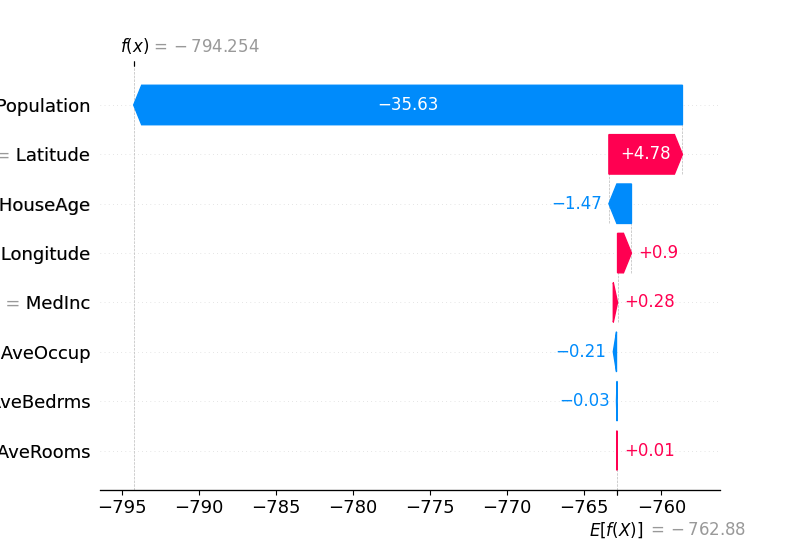 f(x) = −794.254
Population −35.63
= Latitude +4.78
HouseAge −1.47
Longitude +0.9
= MedInc +0.28
AveOccup −0.21
veBedrms −0.03
AveRooms +0.01
−795 −790 −785 −780 −775 −770 −765 −760
E[f(X)] = −762.88